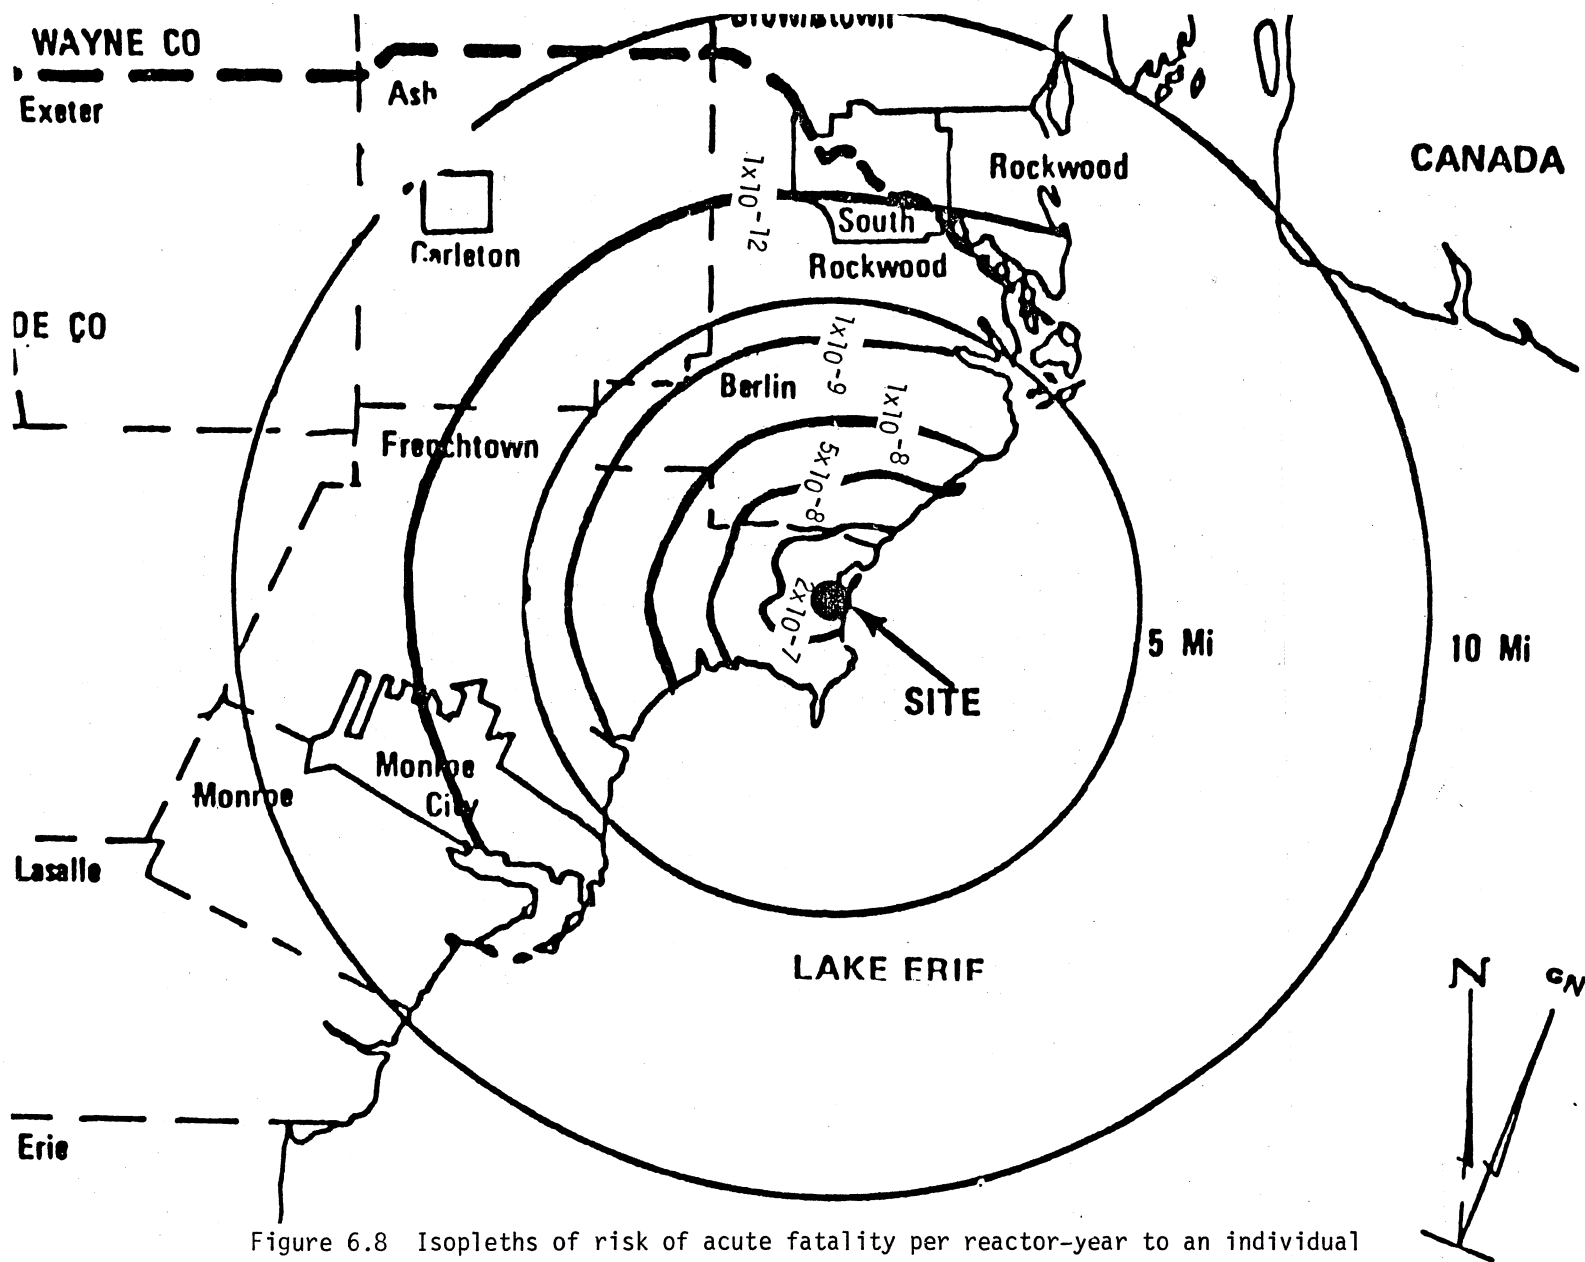 Brownstown
WAYNE CO
Exeter
Ash
CANADA
Rockwood
1x10-12
South
Rockwood
Carleton
DE CO
1x10-9
Berlin
1x10-8
Frenchtown
5x10-8
2x10-7
5 Mi
10 Mi
SITE
Monroe
City
Monroe
Lasalle
LAKE ERIE
N
GN
Erie
Figure 6.8 Isopleths of risk of acute fatality per reactor-year to an individual